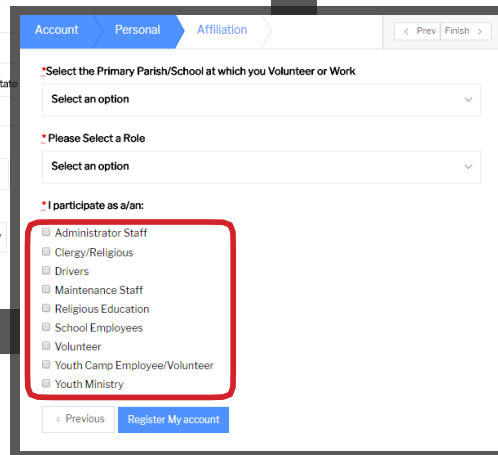 Account Personal Affiliation < Prev Finish >
*Select the Primary Parish/School at which you Volunteer or Work
tate
Select an option
* Please Select a Role
Select an option
* I participate as a/an:
Administrator Staff
Clergy/Religious
Drivers
Maintenance Staff
Religious Education
School Employees
Volunteer
Youth Camp Employee/Volunteer
Youth Ministry
< Previous Register My account